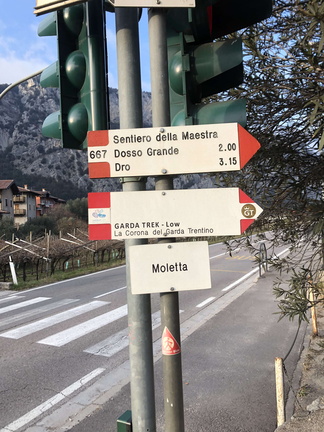 667
Sentiero della Maestra
Dosso Grande 2.00
Dro 3.15
GARDA TREK - Low
La Corona del Garda Trentino
GT
Moletta